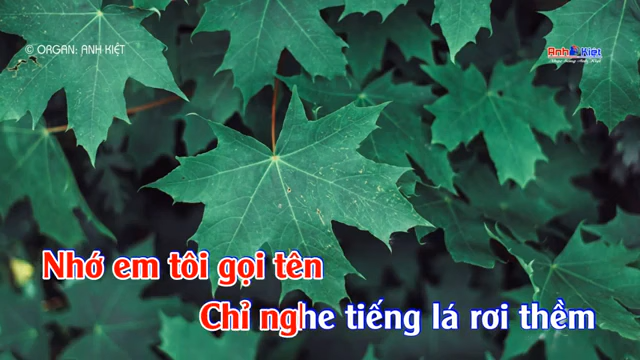 © ORGAN: ANH KIỆT
Anh Kiệt
Nhớ em tôi gọi tên
Chỉ nghe tiếng lá rơi thềm